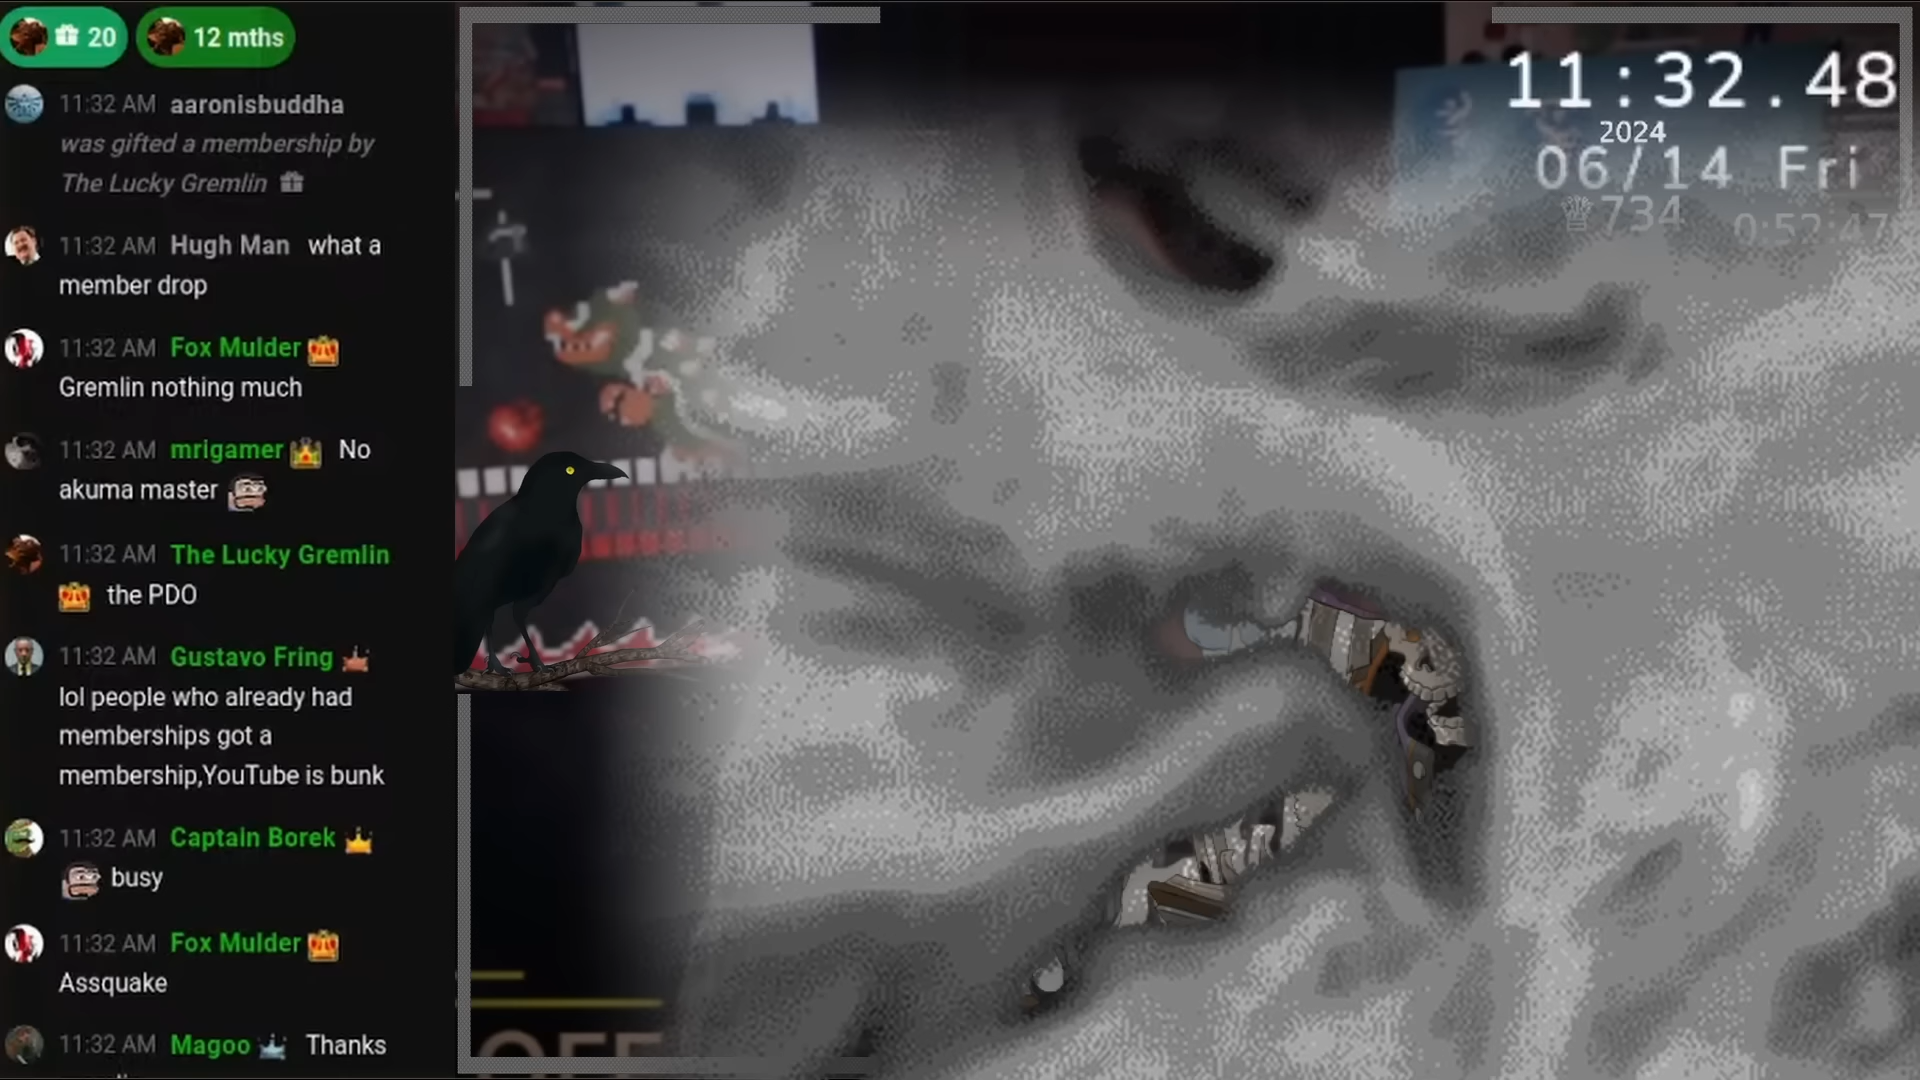 20
12 mths
11:32 AM aaronisbuddha
was gifted a membership by
The Lucky Gremlin
11:32 AM Hugh Man what a
member drop
11:32 AM Fox Mulder
Gremlin nothing much
11:32 AM mrigamer No
akuma master
11:32 AM The Lucky Gremlin
the PDO
11:32 AM Gustavo Fring
lol people who already had
memberships got a
membership,YouTube is bunk
11:32 AM Captain Borek
busy
11:32 AM Fox Mulder
Assquake
11:32 AM Magoo Thanks
11:32.48
2024
06/14 Fri
734 0:52:47